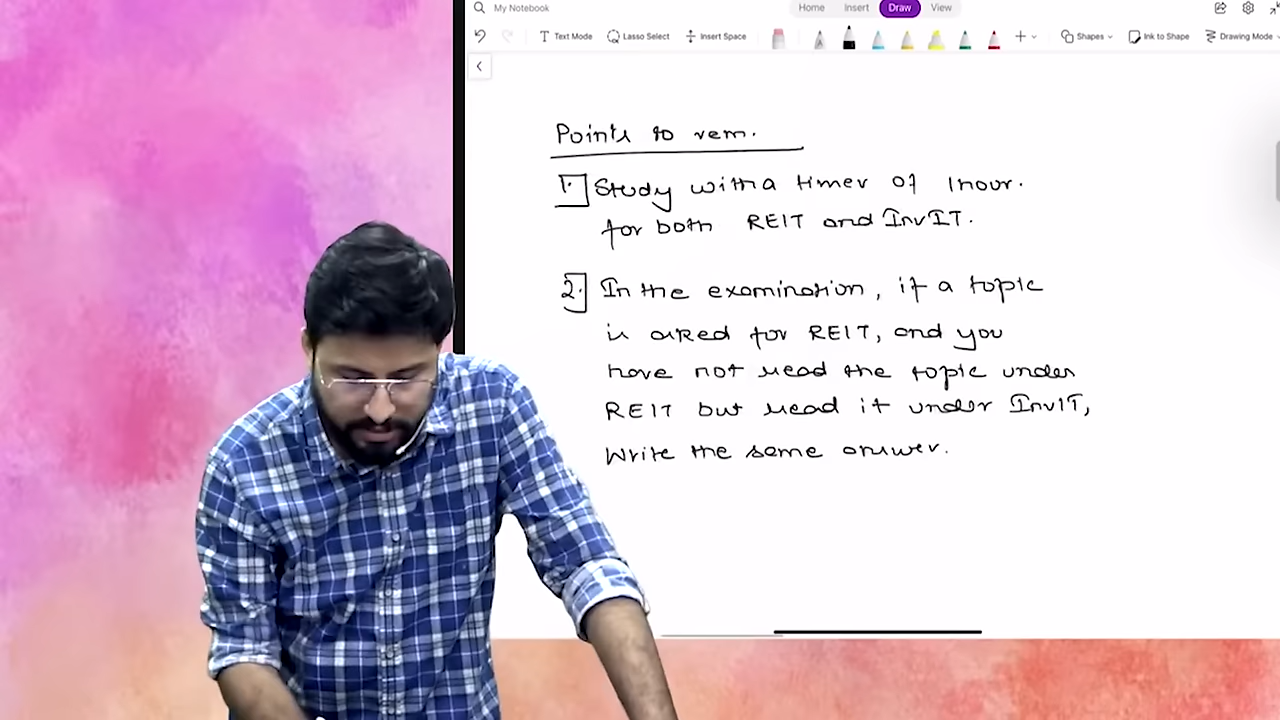 My Notebook
Home Insert Draw View
Text Mode Lasso Select Insert Space Shapes Ink to Shape Drawing Mode
Points to rem.
1. Study with a timer of 1 hour.
for both REIT and InvIT.
2. In the examination, if a topic
is asked for REIT, and you
have not read the topic under
REIT but read it under InvIT,
Write the same answer.